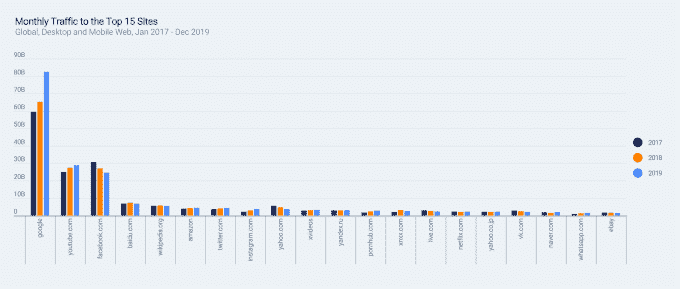 Monthly Traffic to the Top 15 Sites
Global, Desktop and Mobile Web, Jan 2017 - Dec 2019
90B
80B
70B
60B
50B
40B
30B
20B
10B
0
2017
2018
2019
google
youtube.com
facebook.com
baidu.com
wikipedia.org
amazon
twitter.com
instagram.com
yahoo.com
xvideos
yandex.ru
pornhub.com
xnxx.com
live.com
netflix.com
yahoo.co.jp
vk.com
naver.com
whatsapp.com
ebay